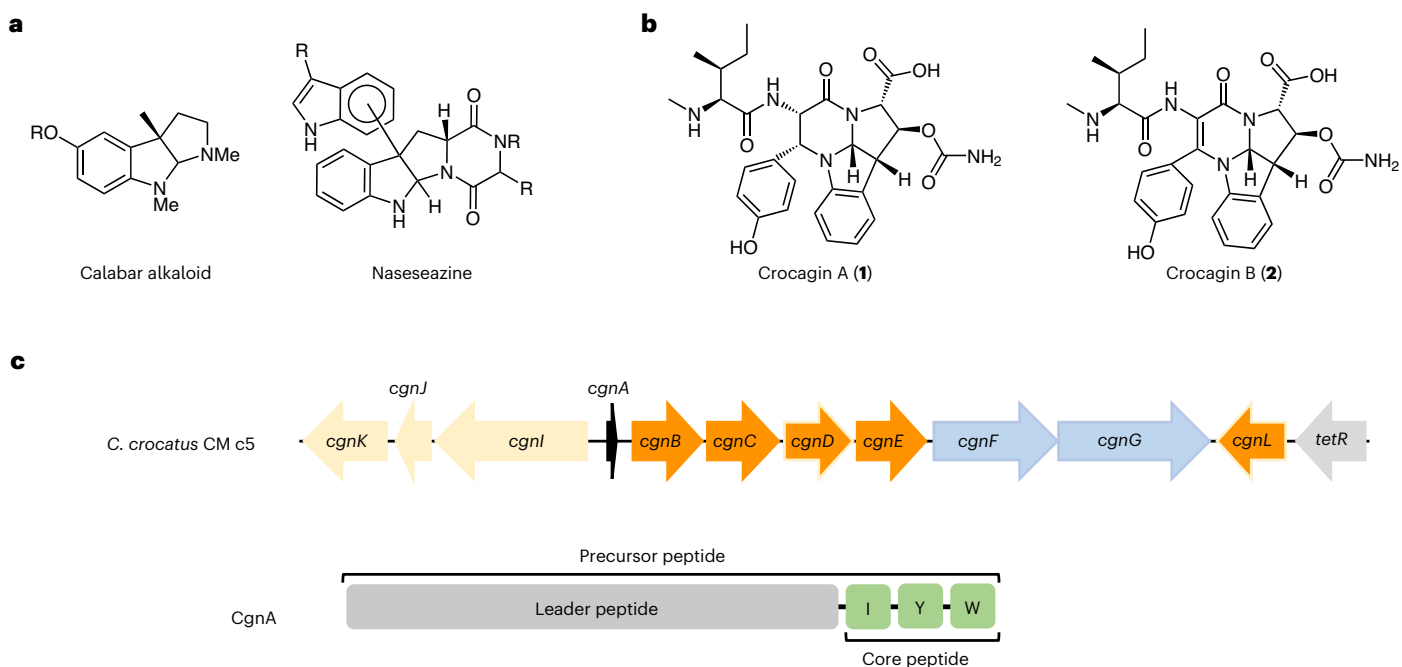 a
b
R
RO
N
Me
NMe
N
H
H
O
NR
N
R
N
H
H
O
Calabar alkaloid
Naseseazine
N
H
O
H
N
O
N
O
OH
O
NH2
O
N
H
H
HO
Crocagin A (1)
N
H
O
H
N
O
N
O
OH
O
NH2
O
N
H
H
HO
Crocagin B (2)
c
C. crocatus CM c5
cgnK
cgnJ
cgnI
cgnA
cgnB
cgnC
cgnD
cgnE
cgnF
cgnG
cgnL
tetR
Precursor peptide
CgnA
Leader peptide
I
Y
W
Core peptide